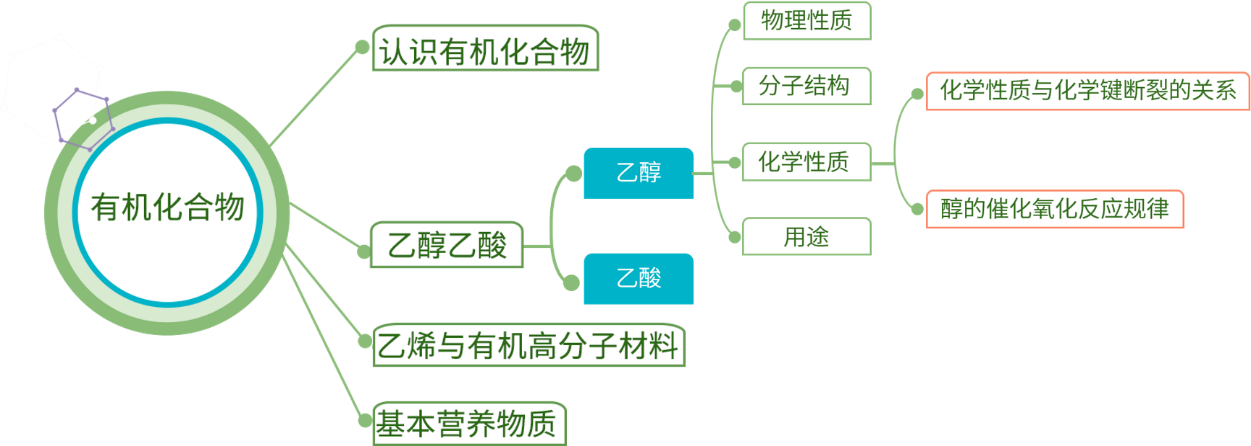 有机化合物
认识有机化合物
乙醇乙酸
乙醇
物理性质
分子结构
化学性质
化学性质与化学键断裂的关系
醇的催化氧化反应规律
用途
乙酸
乙烯与有机高分子材料
基本营养物质